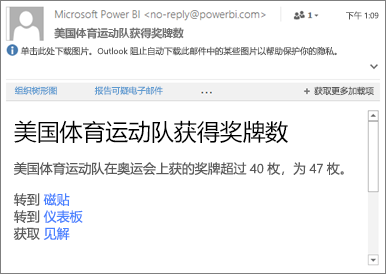 Microsoft Power BI <no-reply@powerbi.com>
1
下午 1:09
美国体育运动队获得奖牌数
单击此处下载图片。Outlook 阻止自动下载此邮件中的某些图片以帮助保护你的隐私。
组织树形图 报告可疑电子邮件 ... + 获取更多加载项
美国体育运动队获得奖牌数
美国体育运动队在奥运会上获的奖牌超过 40 枚，为 47 枚。
转到 磁贴
转到 仪表板
获取 见解